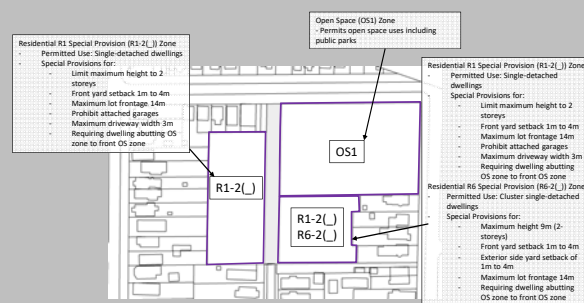 Open Space (OS1) Zone
- Permits open space uses including
public parks
Residential R1 Special Provision (R1-2(_)) Zone
- Permitted Use: Single-detached dwellings
- Special Provisions for:
- Limit maximum height to 2
storeys
- Front yard setback 1m to 4m
- Maximum lot frontage 14m
- Prohibit attached garages
- Maximum driveway width 3m
- Requiring dwelling abutting OS
zone to front OS zone
Residential R1 Special Provision (R1-2(_)) Zone
- Permitted Use: Single-detached
dwellings
- Special Provisions for:
- Limit maximum height to 2
storeys
- Front yard setback 1m to 4m
- Maximum lot frontage 14m
- Prohibit attached garages
- Maximum driveway width 3m
- Requiring dwelling abutting
OS zone to front OS zone
Residential R6 Special Provision (R6-2(_)) Zone
- Permitted Use: Cluster single-detached
dwellings
- Special Provisions for:
- Maximum height 9m (2-
storeys)
- Front yard setback 1m to 4m
- Exterior side yard setback of
1m to 4m
- Maximum lot frontage 14m
- Requiring dwelling abutting
OS zone to front OS zone
OS1
R1-2(_)
R1-2(_)
R6-2(_)